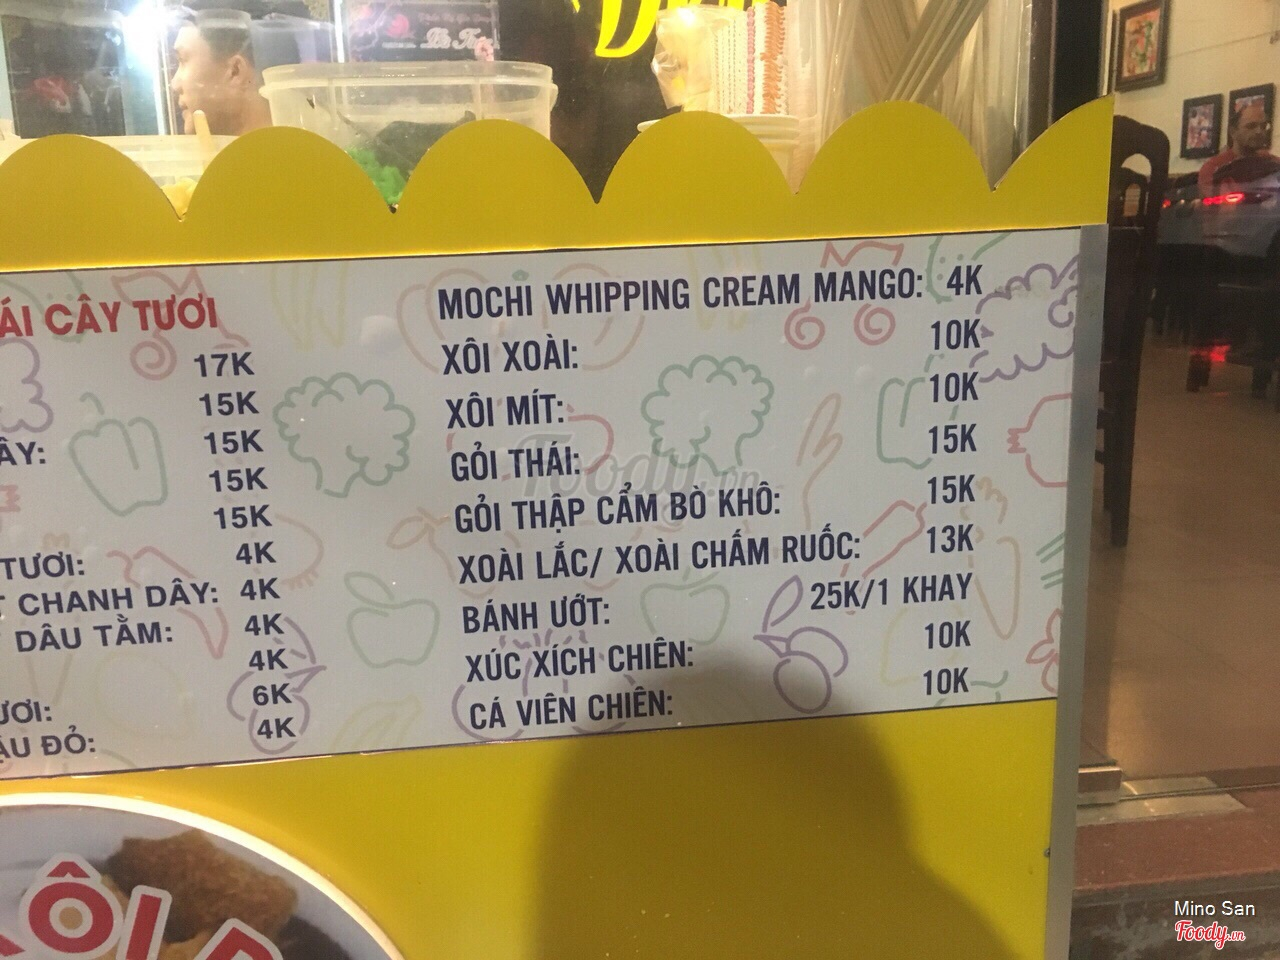 ÁI CÂY TƯƠI
17K
15K
ÂY: 15K
15K
15K
TƯƠI: 4K
CHANH DÂY: 4K
DÂU TẰM: 4K
4K
ƯƠI: 6K
ẬU ĐỎ: 4K
MOCHI WHIPPING CREAM MANGO: 4K
XÔI XOÀI: 10K
XÔI MÍT: 10K
GỎI THÁI: 15K
GỎI THẬP CẨM BÒ KHÔ: 15K
XOÀI LẮC/ XOÀI CHẤM RUỐC: 13K
BÁNH ƯỚT: 25K/1 KHAY
XÚC XÍCH CHIÊN: 10K
CÁ VIÊN CHIÊN: 10K
Foody.vn
ÔI
Mino San
Foody.vn